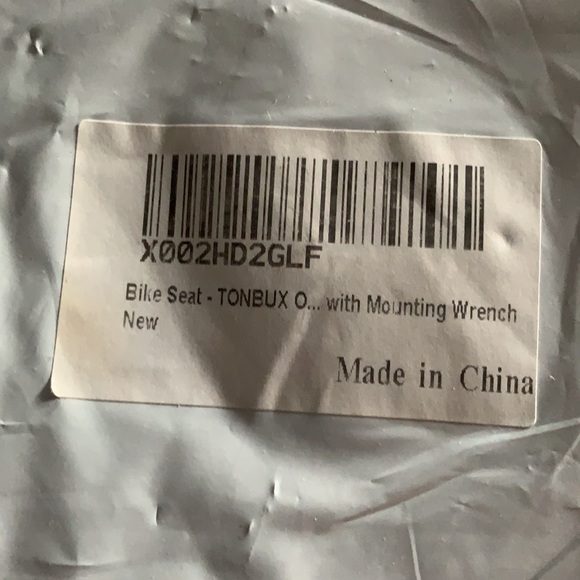 X002HD2GLF
Bike Seat - TONBUX O... with Mounting Wrench
New
Made in China